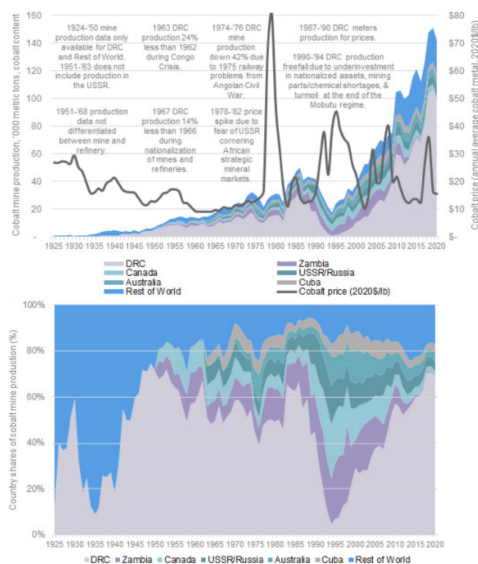 Cobalt mine production, '000 metric tons, cobalt content
160
140
120
100
80
60
40
20
-
1924-'50 mine
production data only
available for DRC
and Rest of World.
1951-'63 production does not
include production in
the USSR.
1951-'68 production
data not
differentiated
between mine and
refinery.
1963 DRC
production 24%
less than 1962
during Congo
Crisis.
1967 DRC
production 14%
less than 1966
during
nationalization
of mines and
refineries.
1974-'76 DRC
mine
production
down 42% due to
1975 railway
problems from
Angolan Civil
War.
1978-'82 price
spike due to
fear of USSR
cornering
African
strategic
mineral
markets.
1987-'90 DRC meters
production for prices.
1990-'94 DRC production
freefall due to underinvestment
in nationalized assets, mining
parts/chemical shortages, &
turmoil at the end of the
Mobutu regime.
$80
$70
$60
$50
$40
$30
$20
$10
$-
Cobalt price (annual average cobalt metal, 2020$/lb)
1925 1930 1935 1940 1945 1950 1955 1960 1965 1970 1975 1980 1985 1990 1995 2000 2005 2010 2015 2020
DRC Zambia
Canada USSR/Russia
Australia Cuba
Rest of World Cobalt price (2020$/lb)
Country shares of cobalt mine production (%)
100%
80%
60%
40%
20%
0%
1925 1930 1935 1940 1945 1950 1955 1960 1965 1970 1975 1980 1985 1990 1995 2000 2005 2010 2015 2020
DRC Zambia Canada USSR/Russia Australia Cuba Rest of World